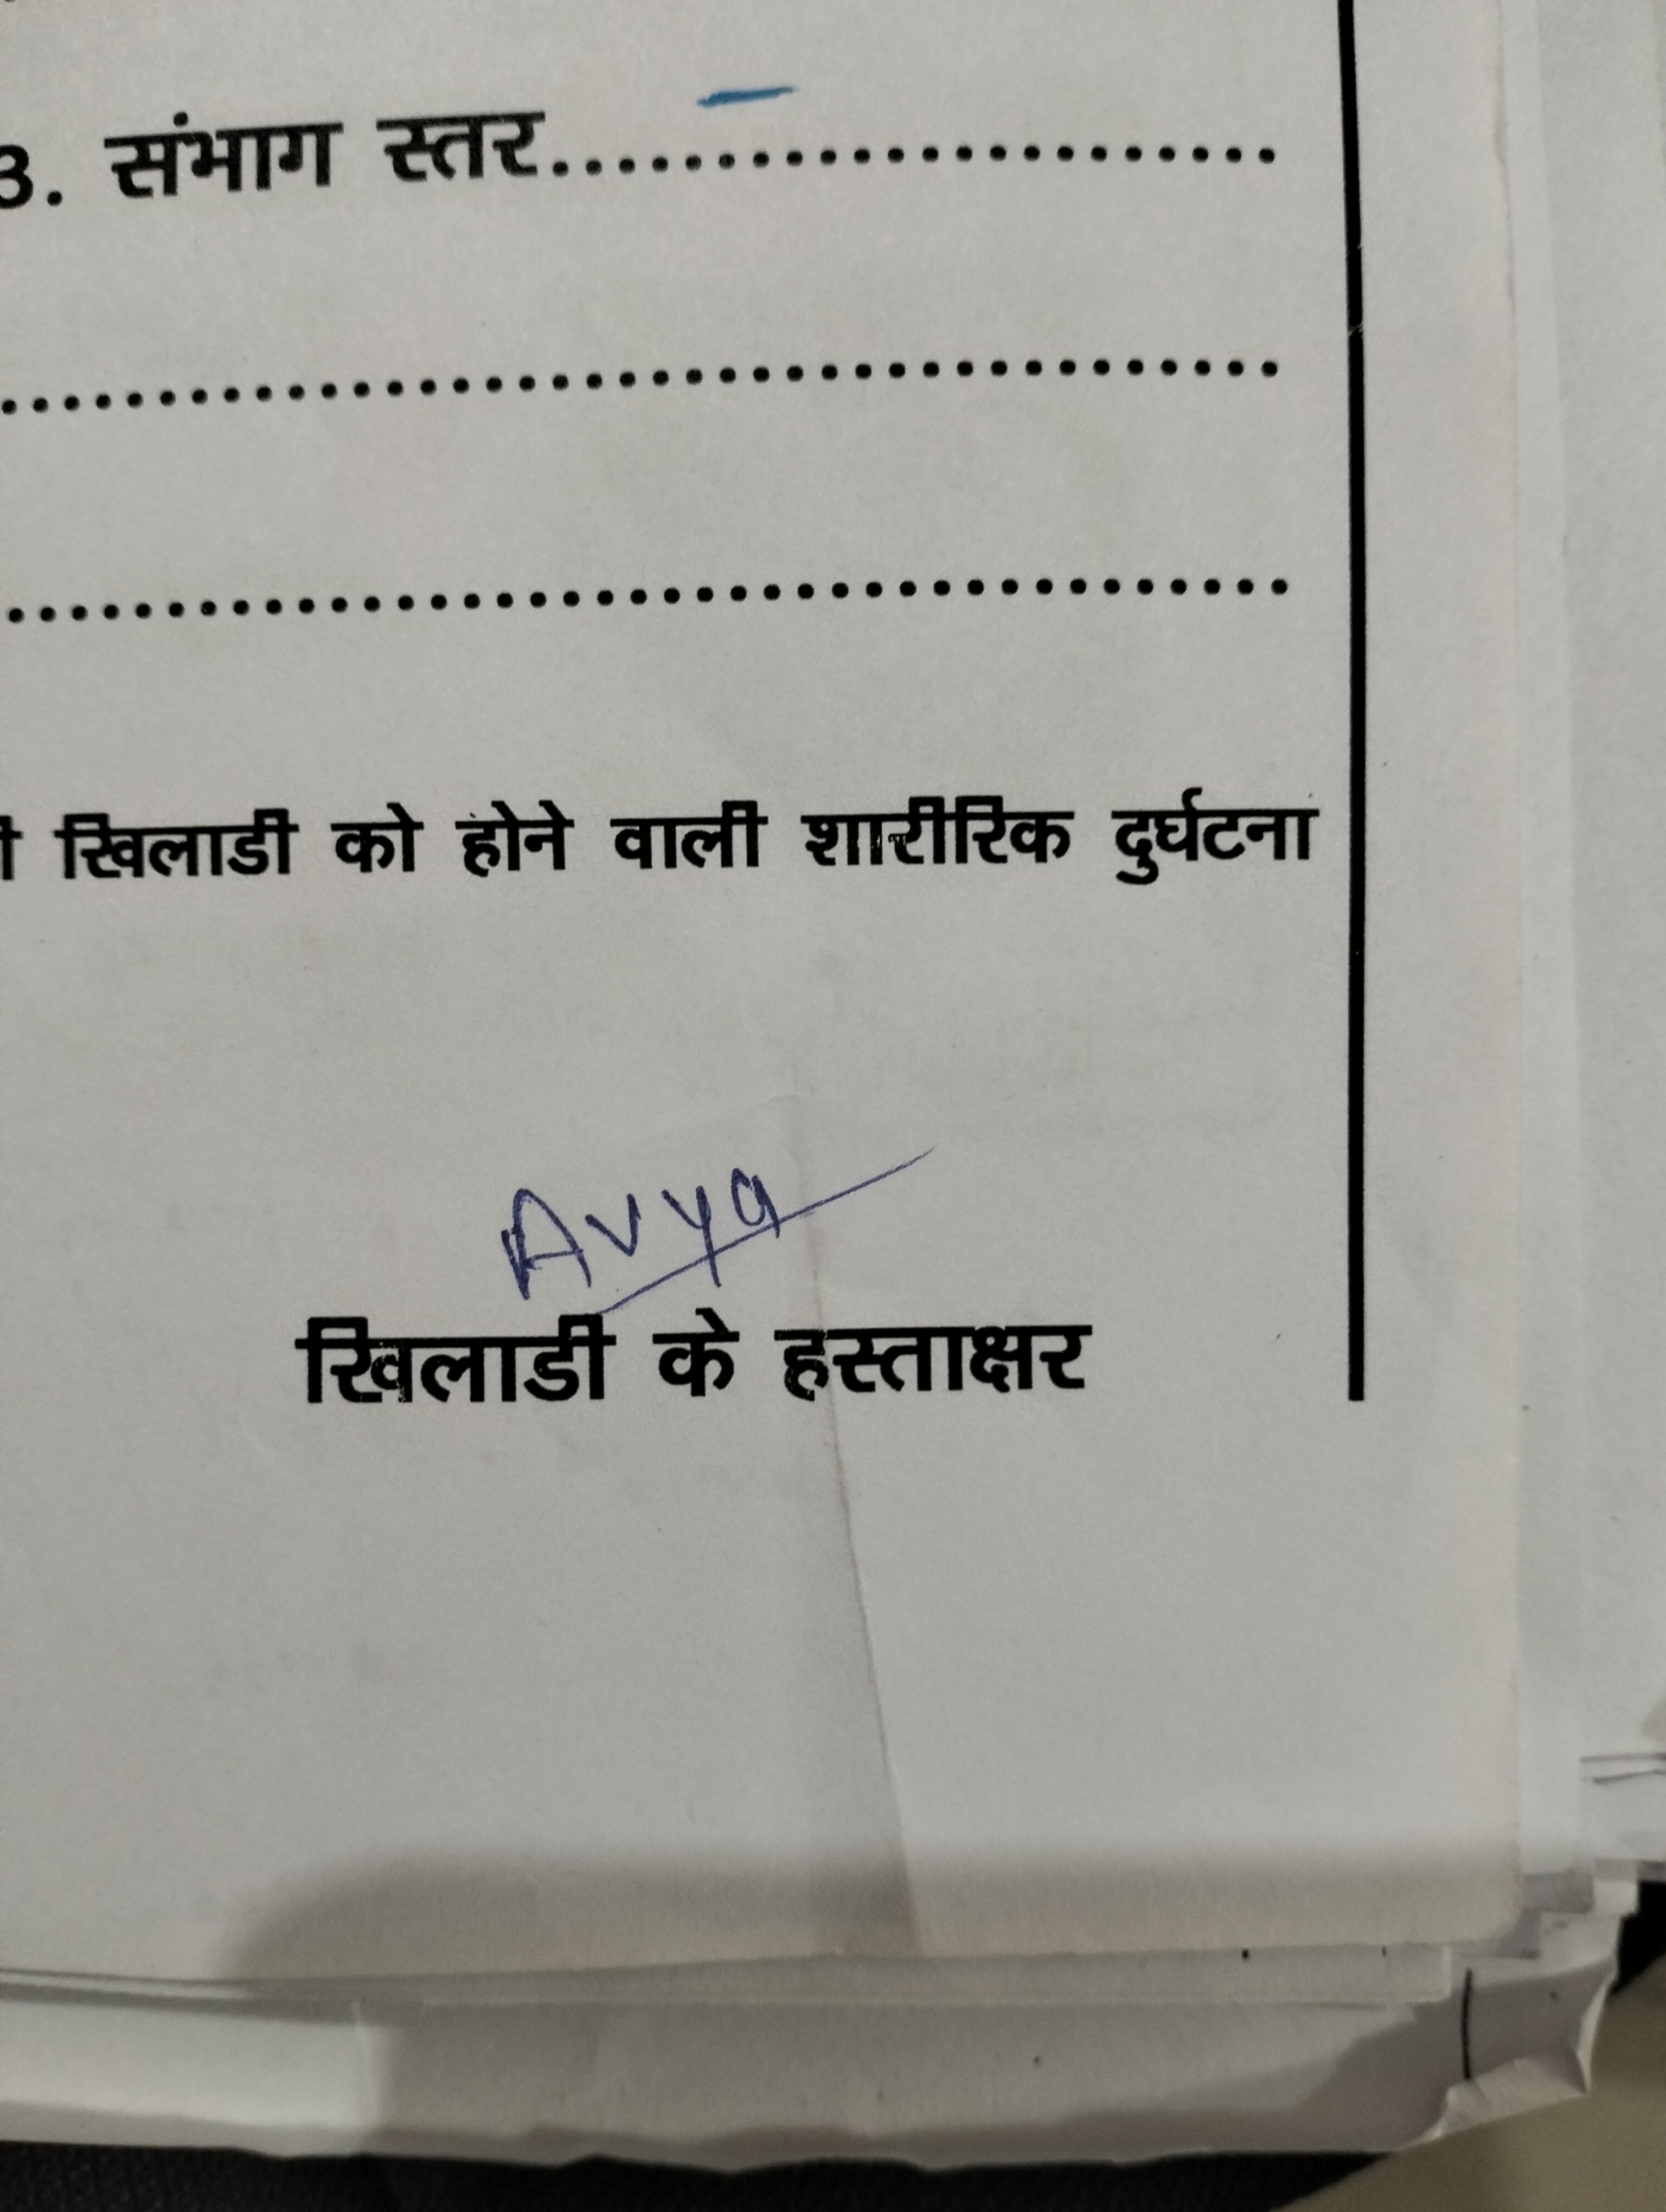 3. संभाग स्तर.......................
........................................
........................................
खिलाडी को होने वाली शारीरिक दुर्घटना
Avya
खिलाडी के हस्ताक्षर